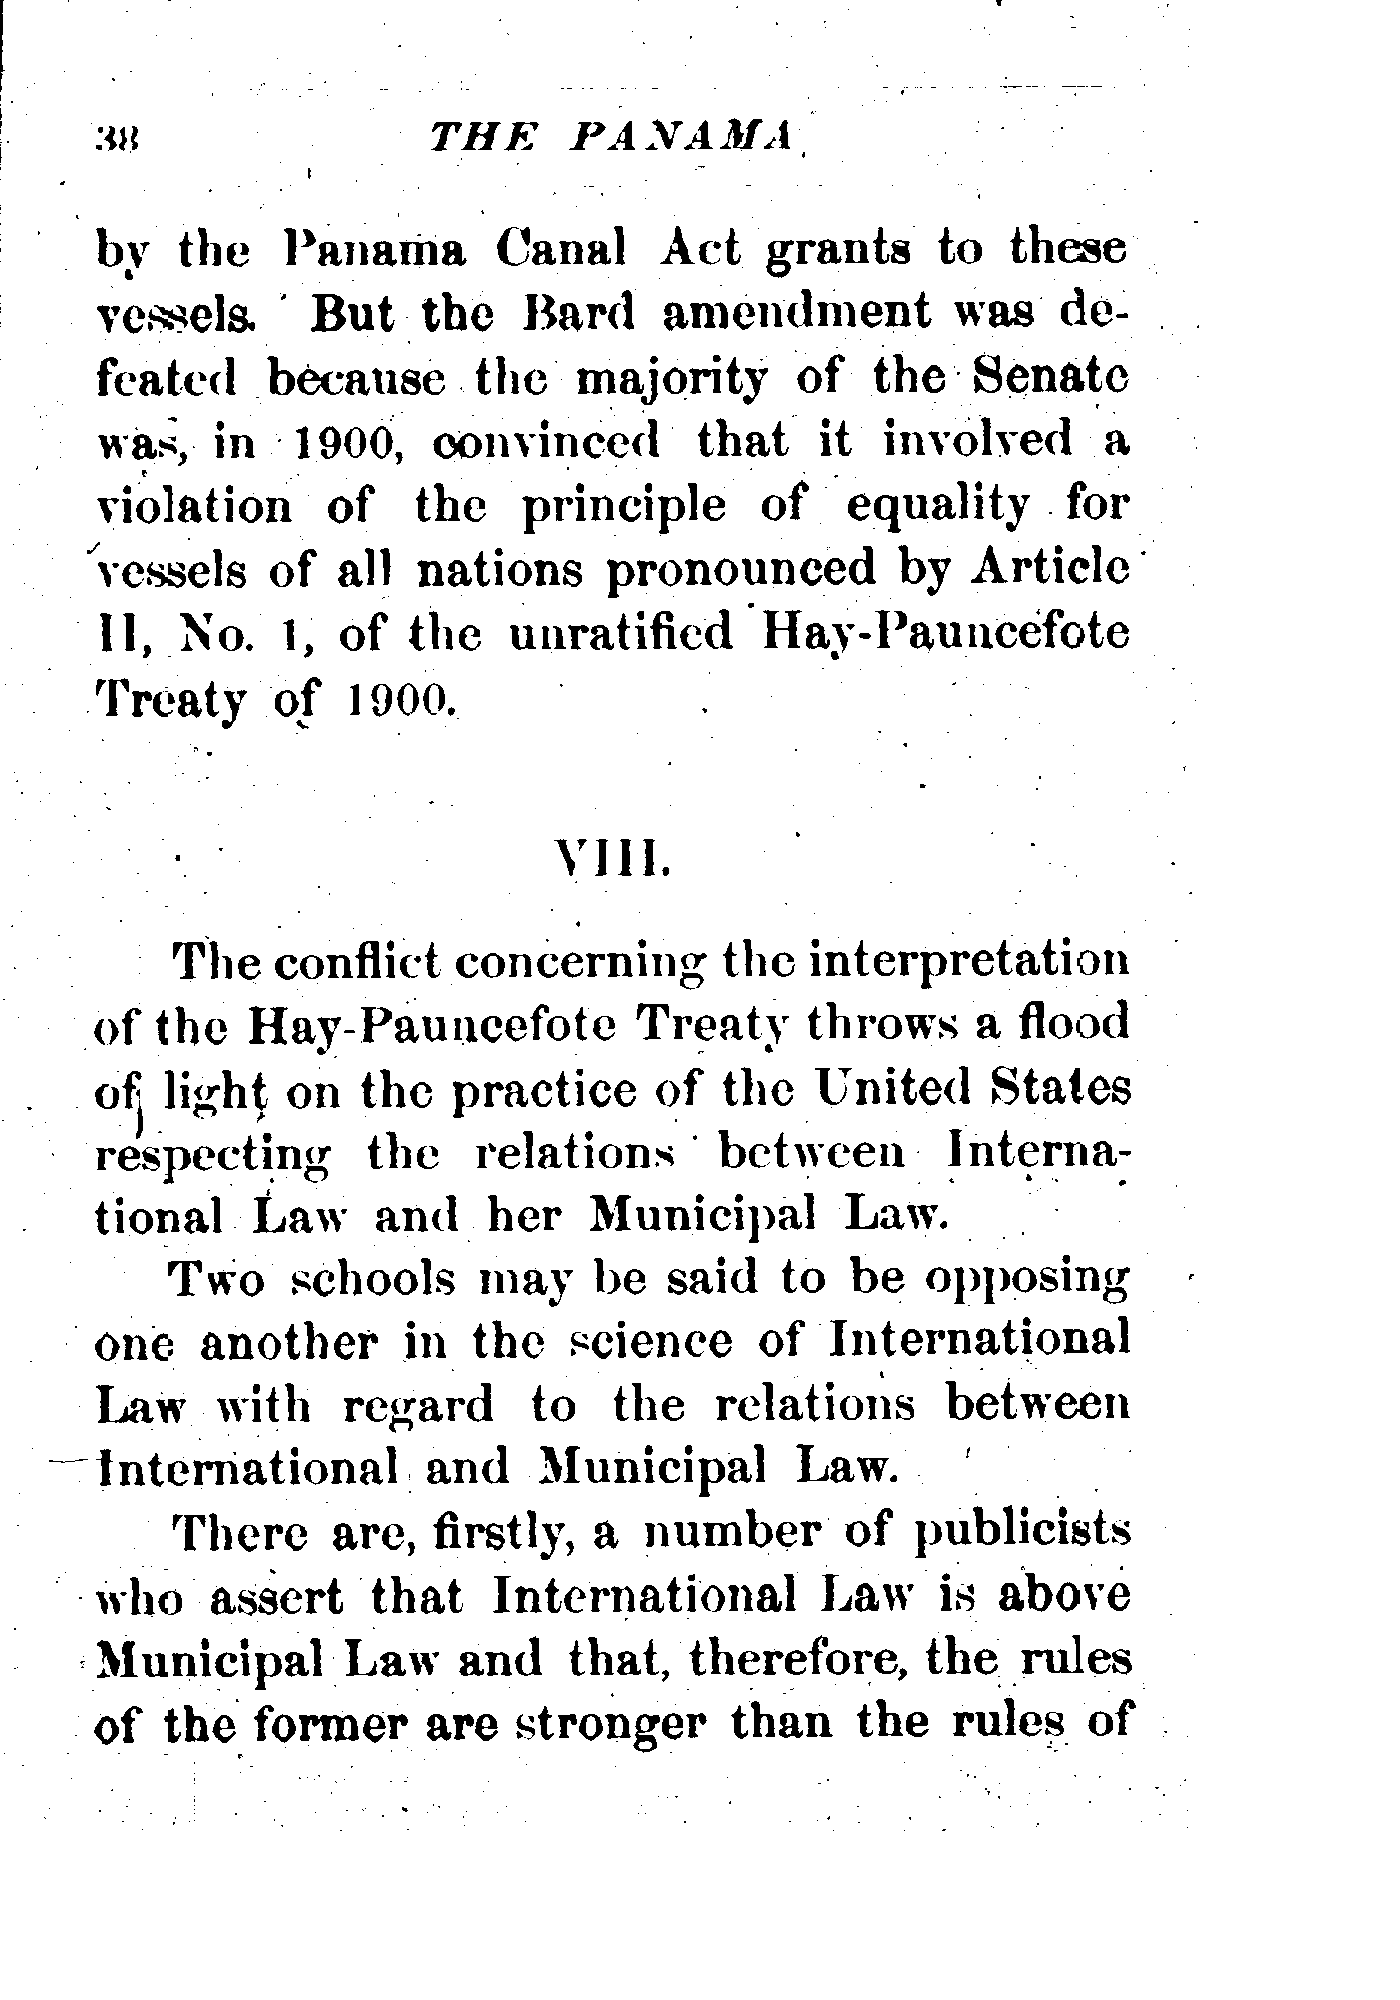 38 THE PANAMA
by the Panama Canal Act grants to these
vessels. But the Bard amendment was de-
feated because the majority of the Senate
was, in 1900, convinced that it involved a
violation of the principle of equality for
vessels of all nations pronounced by Article
II, No. 1, of the unratified Hay-Pauncefote
Treaty of 1900.
VIII.
The conflict concerning the interpretation
of the Hay-Pauncefote Treaty throws a flood
of light on the practice of the United States
respecting the relations between Interna-
tional Law and her Municipal Law.
Two schools may be said to be opposing
one another in the science of International
Law with regard to the relations between
International and Municipal Law.
There are, firstly, a number of publicists
who assert that International Law is above
Municipal Law and that, therefore, the rules
of the former are stronger than the rules of